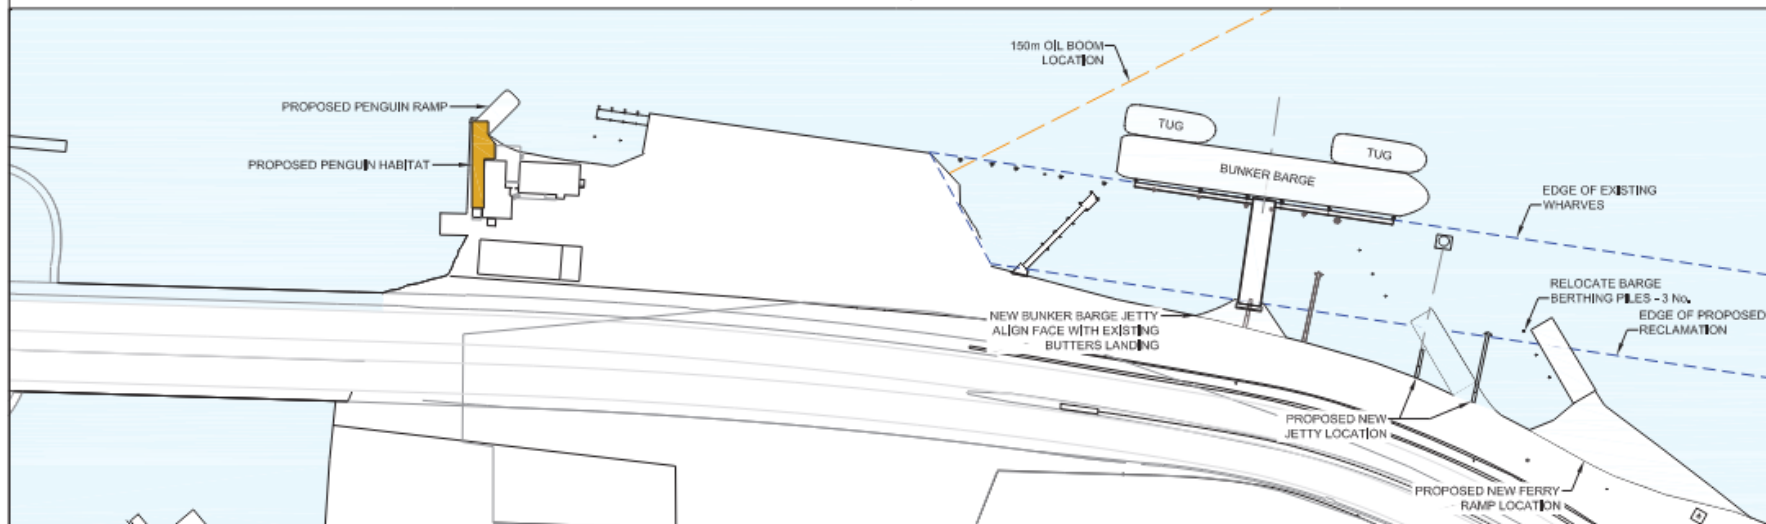 150m OIL BOOM
LOCATION
PROPOSED PENGUIN RAMP
PROPOSED PENGUIN HABITAT
TUG
TUG
BUNKER BARGE
EDGE OF EXISTING
WHARVES
RELOCATE BARGE
BERTHING PILES - 3 No.
EDGE OF PROPOSED
RECLAMATION
NEW BUNKER BARGE JETTY
ALIGN FACE WITH EXISTING
BUTTERS LANDING
PROPOSED NEW
JETTY LOCATION
PROPOSED NEW FERRY
RAMP LOCATION